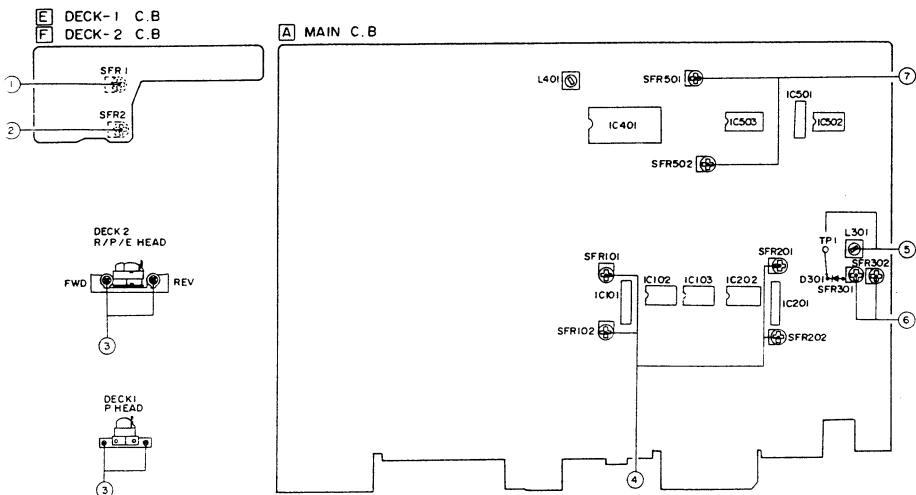 E DECK-1 C.B
F DECK-2 C.B
A MAIN C.B
SFR1
1
SFR2
2
L401
SFR501
7
IC501
IC401
IC503
IC502
SFR502
DECK 2
R/P/E HEAD
FWD
REV
3
TP1
L301
5
SFR101
SFR201
SFR302
IC102
IC103
IC202
D301
SFR301
IC101
IC201
6
SFR102
SFR202
DECK1
P HEAD
3
4